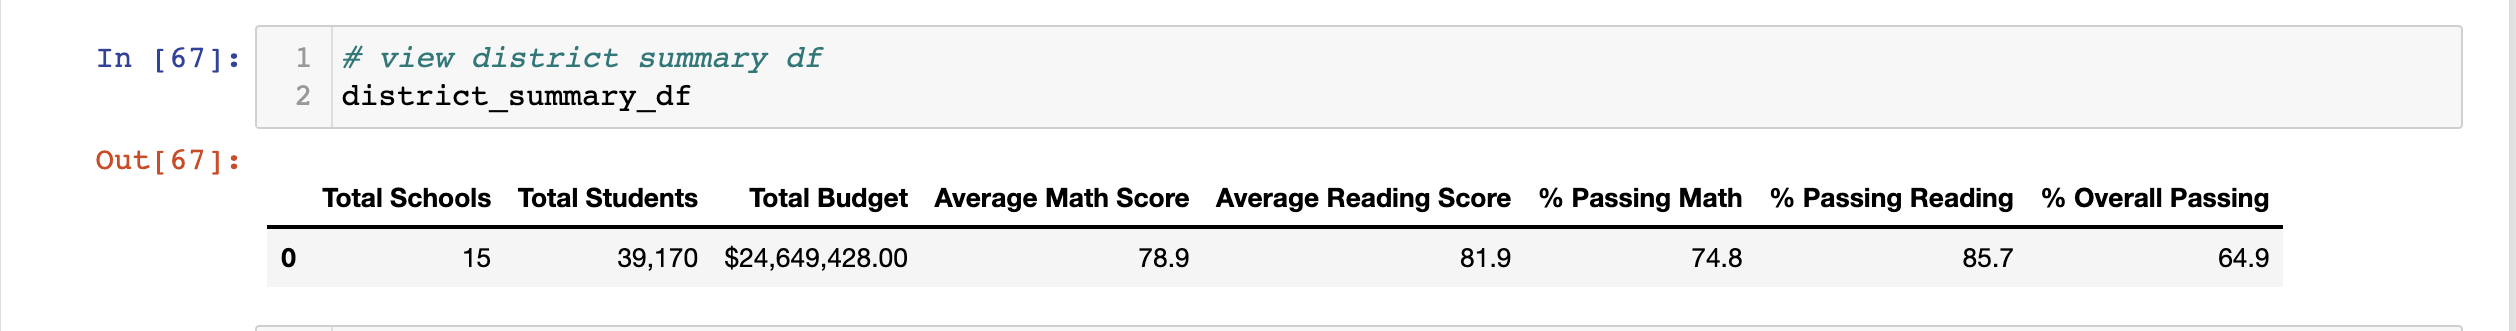 In [67]:
1 # view district summary df
2 district_summary_df
Out[67]:
Total Schools Total Students Total Budget Average Math Score Average Reading Score % Passing Math % Passing Reading % Overall Passing
0 15 39,170 $24,649,428.00 78.9 81.9 74.8 85.7 64.9